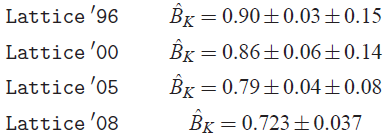 Lattice ′96 B̂_K = 0.90 ± 0.03 ± 0.15
Lattice ′00 B̂_K = 0.86 ± 0.06 ± 0.14
Lattice ′05 B̂_K = 0.79 ± 0.04 ± 0.08
Lattice ′08 B̂_K = 0.723 ± 0.037